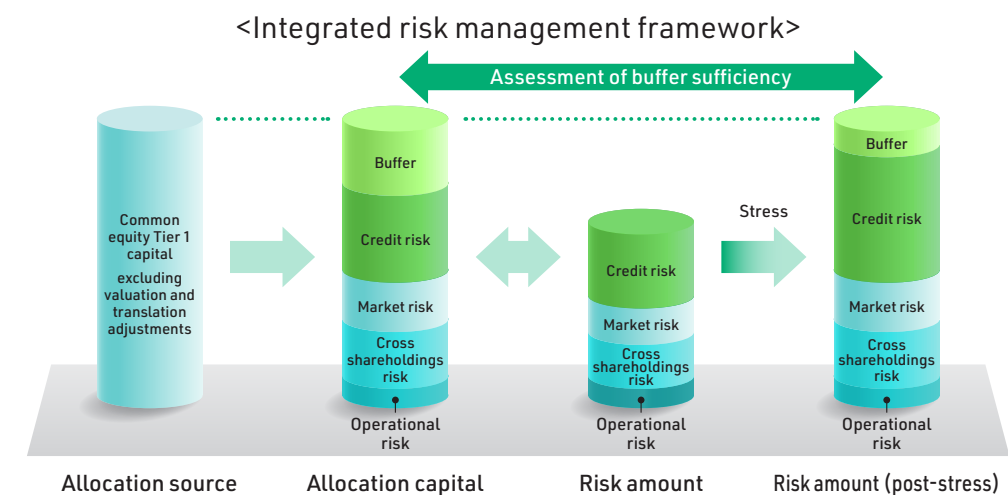 <Integrated risk management framework>
Assessment of buffer sufficiency
Common
equity Tier 1
capital
excluding
valuation and
translation
adjustments
Allocation source
Buffer
Credit risk
Market risk
Cross
shareholdings
risk
Operational
risk
Allocation capital
Credit risk
Market risk
Cross
shareholdings
risk
Operational
risk
Risk amount
Stress
Buffer
Credit risk
Market risk
Cross
shareholdings
risk
Operational
risk
Risk amount (post-stress)